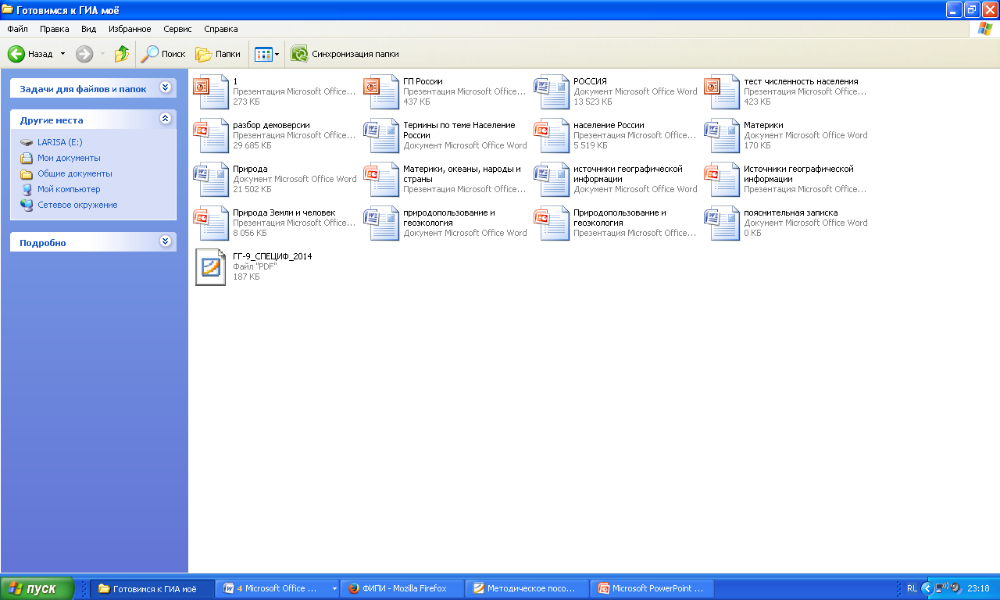 Готовимся к ГИА моё
Файл Правка Вид Избранное Сервис Справка
Назад Поиск Папки Синхронизация папки
Задачи для файлов и папок
Другие места
LARISA (E:)
Мои документы
Общие документы
Мой компьютер
Сетевое окружение
Подробно
1
Презентация Microsoft Office...
273 КБ
ГП России
Презентация Microsoft Office...
437 КБ
РОССИЯ
Документ Microsoft Office Word
13 523 КБ
тест численность населения
Презентация Microsoft Office...
423 КБ
разбор демоверсии
Презентация Microsoft Office...
29 685 КБ
Термины по теме Население
России
Документ Microsoft Office Word
население России
Презентация Microsoft Office...
5 519 КБ
Материки
Документ Microsoft Office Word
170 КБ
Природа
Документ Microsoft Office Word
21 502 КБ
Материки, океаны, народы и
страны
Презентация Microsoft Office...
источники географической
информации
Документ Microsoft Office Word
Источники географической
информации
Презентация Microsoft Office...
Природа Земли и человек
Презентация Microsoft Office...
8 056 КБ
природопользование и
геоэкология
Документ Microsoft Office Word
Природопользование и
геоэкология
Презентация Microsoft Office...
пояснительная записка
Документ Microsoft Office Word
0 КБ
ГГ-9_СПЕЦИФ_2014
Файл "PDF"
187 КБ
пуск
Готовимся к ГИА моё
4 Microsoft Office ...
ФИПИ - Mozilla Firefox
Методическое посо...
Microsoft PowerPoint ...
RL
23:18